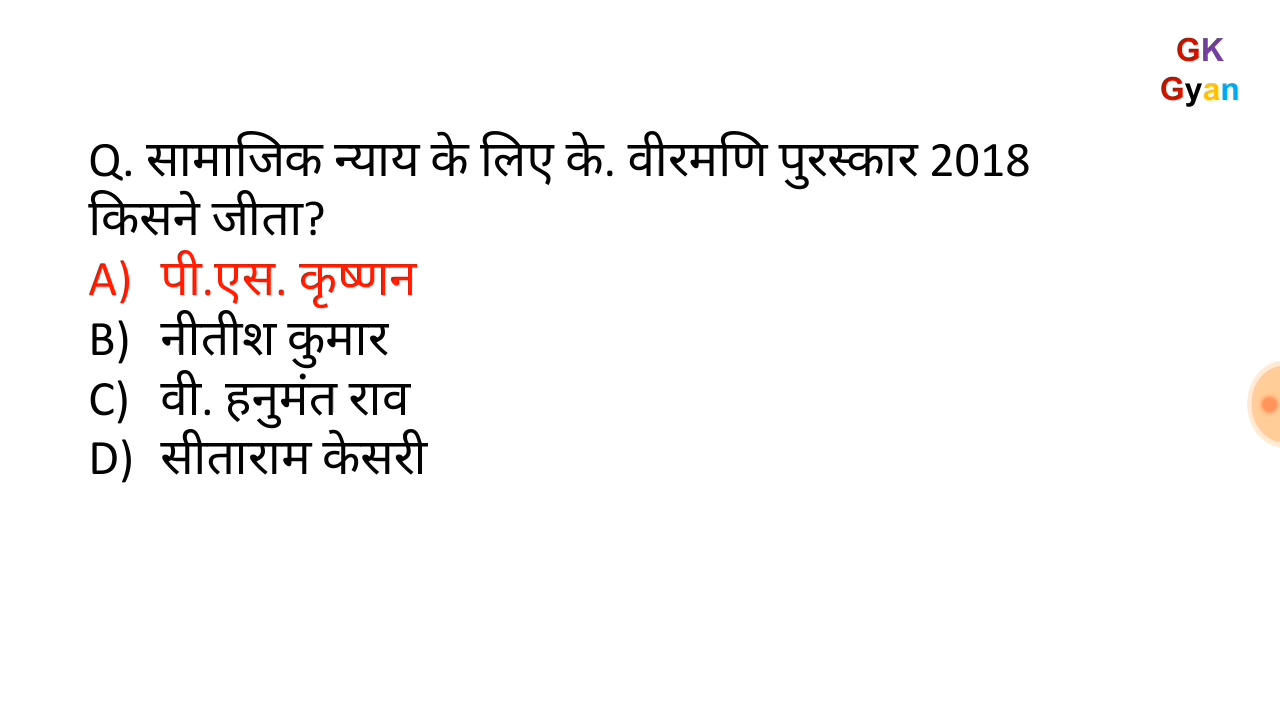 GK
Gyan
Q. सामाजिक न्याय के लिए के. वीरमणि पुरस्कार 2018
किसने जीता?
A) पी.एस. कृष्णन
B) नीतीश कुमार
C) वी. हनुमंत राव
D) सीताराम केसरी